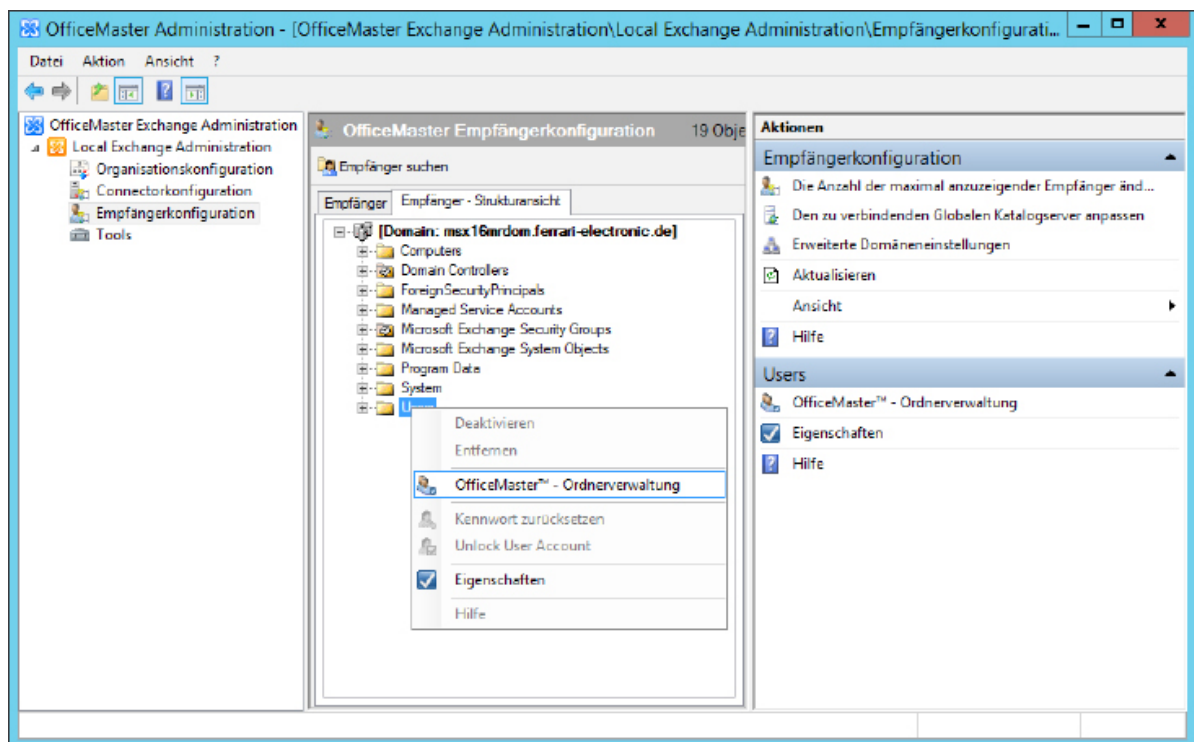 OfficeMaster Administration - [OfficeMaster Exchange Administration\Local Exchange Administration\Empfängerkonfigurati...
Datei Aktion Ansicht ?
OfficeMaster Exchange Administration
Local Exchange Administration
Organisationskonfiguration
Connectorkonfiguration
Empfängerkonfiguration
Tools
OfficeMaster Empfängerkonfiguration 19 Obje
Empfänger suchen
Empfänger Empfänger - Strukturansicht
[Domain: msx16mrdom.ferrari-electronic.de]
Computers
Domain Controllers
ForeignSecurityPrincipals
Managed Service Accounts
Microsoft Exchange Security Groups
Microsoft Exchange System Objects
Program Data
System
Deaktivieren
Entfernen
OfficeMaster™ - Ordnerverwaltung
Kennwort zurücksetzen
Unlock User Account
Eigenschaften
Hilfe
Aktionen
Empfängerkonfiguration
Die Anzahl der maximal anzuzeigender Empfänger änd...
Den zu verbindenden Globalen Katalogserver anpassen
Erweiterte Domäneneinstellungen
Aktualisieren
Ansicht
Hilfe
Users
OfficeMaster™ - Ordnerverwaltung
Eigenschaften
Hilfe